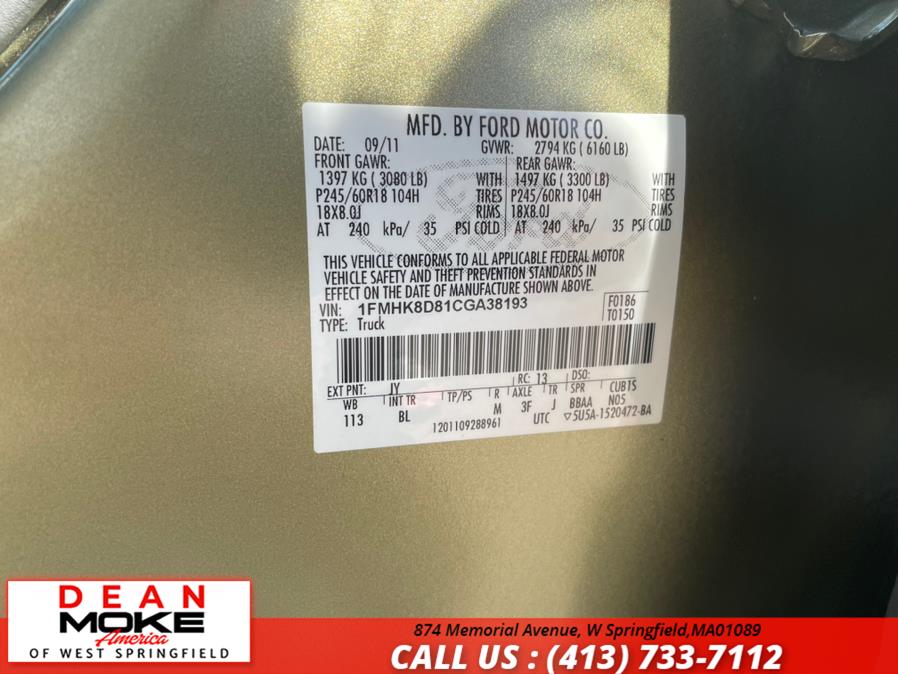 MFD. BY FORD MOTOR CO.
DATE: 09/11 GVWR: 2794 KG ( 6160 LB)
FRONT GAWR: REAR GAWR:
1397 KG ( 3080 LB) WITH 1497 KG ( 3300 LB) WITH
P245/60R18 104H TIRES P245/60R18 104H TIRES
18X8.0J RIMS 18X8.0J RIMS
AT 240 kPa/ 35 PSI COLD AT 240 kPa/ 35 PSI COLD
THIS VEHICLE CONFORMS TO ALL APPLICABLE FEDERAL MOTOR
VEHICLE SAFETY AND THEFT PREVENTION STANDARDS IN
EFFECT ON THE DATE OF MANUFACTURE SHOWN ABOVE.
VIN: 1FMHK8D81CGA38193 F0186
TYPE: Truck T0150
EXT PNT: JY RC: 13 DSO:
WB INT TR TP/PS R AXLE TR SPR CUB1S
113 BL M 3F J BBAA N05
1201109288961 UTC ▽5U5A-1520472-BA
Ford
DEAN
MOKE
America
OF WEST SPRINGFIELD
874 Memorial Avenue, W Springfield,MA01089
CALL US : (413) 733-7112